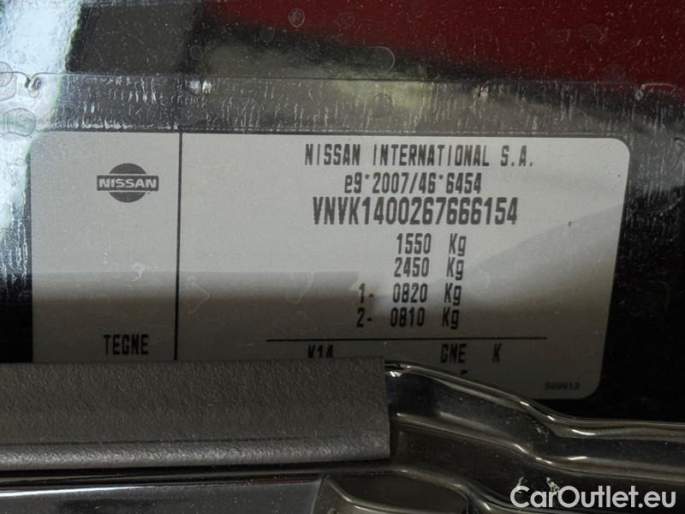 NISSAN INTERNATIONAL S.A.
e9*2007/46*6454
NISSAN
VNVK1400267666154
1550 Kg
2450 Kg
1- 0820 Kg
2- 0810 Kg
TEGNE
K14 GNE K
CarOutlet.eu